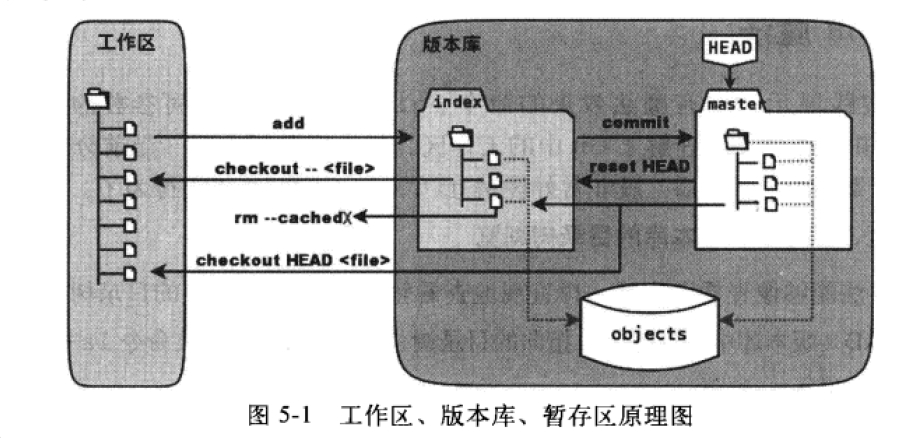 工作区
版本库
HEAD
index
master
add
commit
checkout -- <file>
reset HEAD
rm --cached
checkout HEAD <file>
objects
图 5-1 工作区、版本库、暂存区原理图